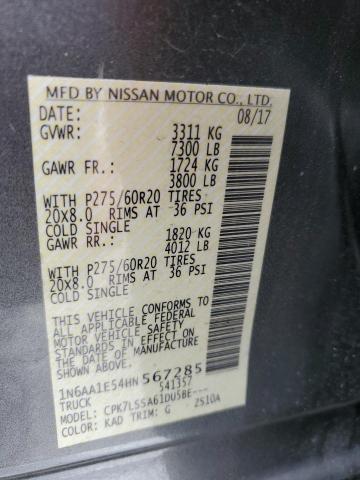 MFD BY NISSAN MOTOR CO., LTD.
DATE: 08/17
GVWR: 3311 KG
7300 LB
GAWR FR.: 1724 KG
3800 LB
WITH P275/60R20 TIRES
20X8.0 RIMS AT 36 PSI
COLD SINGLE
GAWR RR.: 1820 KG
4012 LB
WITH P275/60R20 TIRES
20X8.0 RIMS AT 36 PSI
COLD SINGLE
THIS VEHICLE CONFORMS TO
ALL APPLICABLE FEDERAL
MOTOR VEHICLE SAFETY
STANDARDS IN EFFECT ON THE
DATE OF MANUFACTURE SHOWN
ABOVE.
1N6AA1E54HN567285
TRUCK 541357
MODEL: CPK7LSSA61DU5BE---
COLOR: KAD TRIM: G ZS10A